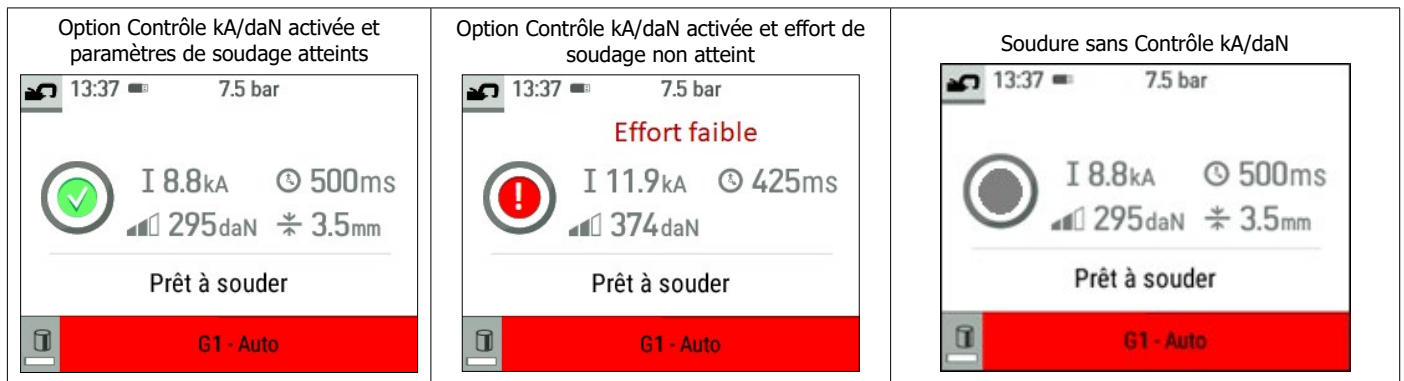 Option Contrôle kA/daN activée et
paramètres de soudage atteints
13:37 7.5 bar
I 8.8kA 500ms
295daN 3.5mm
Prêt à souder
G1 - Auto
Option Contrôle kA/daN activée et effort de
soudage non atteint
13:37 7.5 bar
Effort faible
I 11.9kA 425ms
374daN
Prêt à souder
G1 - Auto
Soudure sans Contrôle kA/daN
13:37 7.5 bar
I 8.8kA 500ms
295daN 3.5mm
Prêt à souder
G1 - Auto